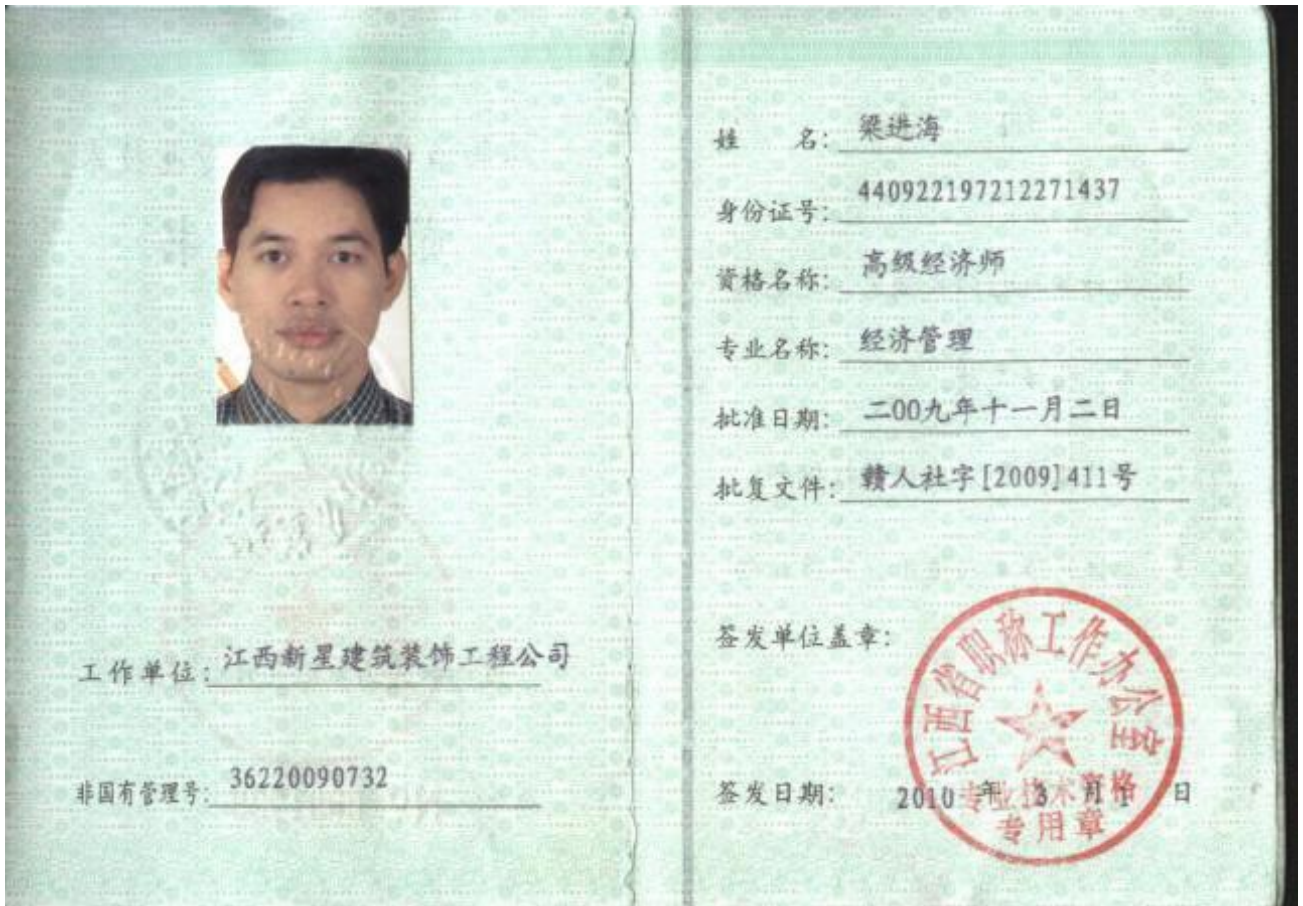 工作单位: 江西新星建筑装饰工程公司
非国有管理号: 36220090732
姓 名: 梁进海
身份证号: 440922197212271437
资格名称: 高级经济师
专业名称: 经济管理
批准日期: 二00九年十一月二日
批复文件: 赣人社字[2009]411号
签发单位盖章:
江西省职称工作办公室
专业技术资格
专用章
签发日期: 2010 年 3 月 1 日